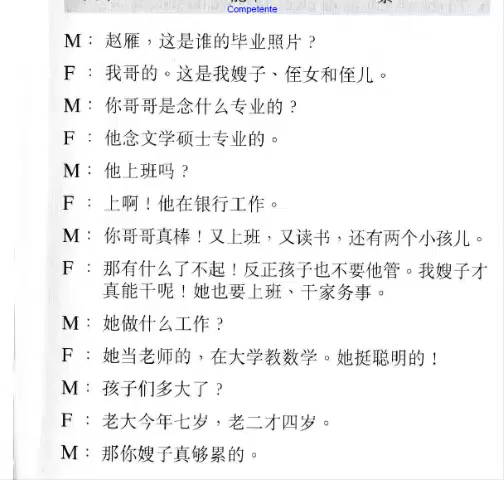 Competente
M：赵雁，这是谁的毕业照片？
F：我哥的。这是我嫂子、侄女和侄儿。
M：你哥哥是念什么专业的？
F：他念文学硕士专业的。
M：他上班吗？
F：上啊！他在银行工作。
M：你哥哥真棒！又上班，又读书，还有两个小孩儿。
F：那有什么了不起！反正孩子也不要他管。我嫂子才
真能干呢！她也要上班、干家务事。
M：她做什么工作？
F：她当老师的，在大学教数学。她挺聪明的！
M：孩子们多大了？
F：老大今年七岁，老二才四岁。
M：那你嫂子真够累的。